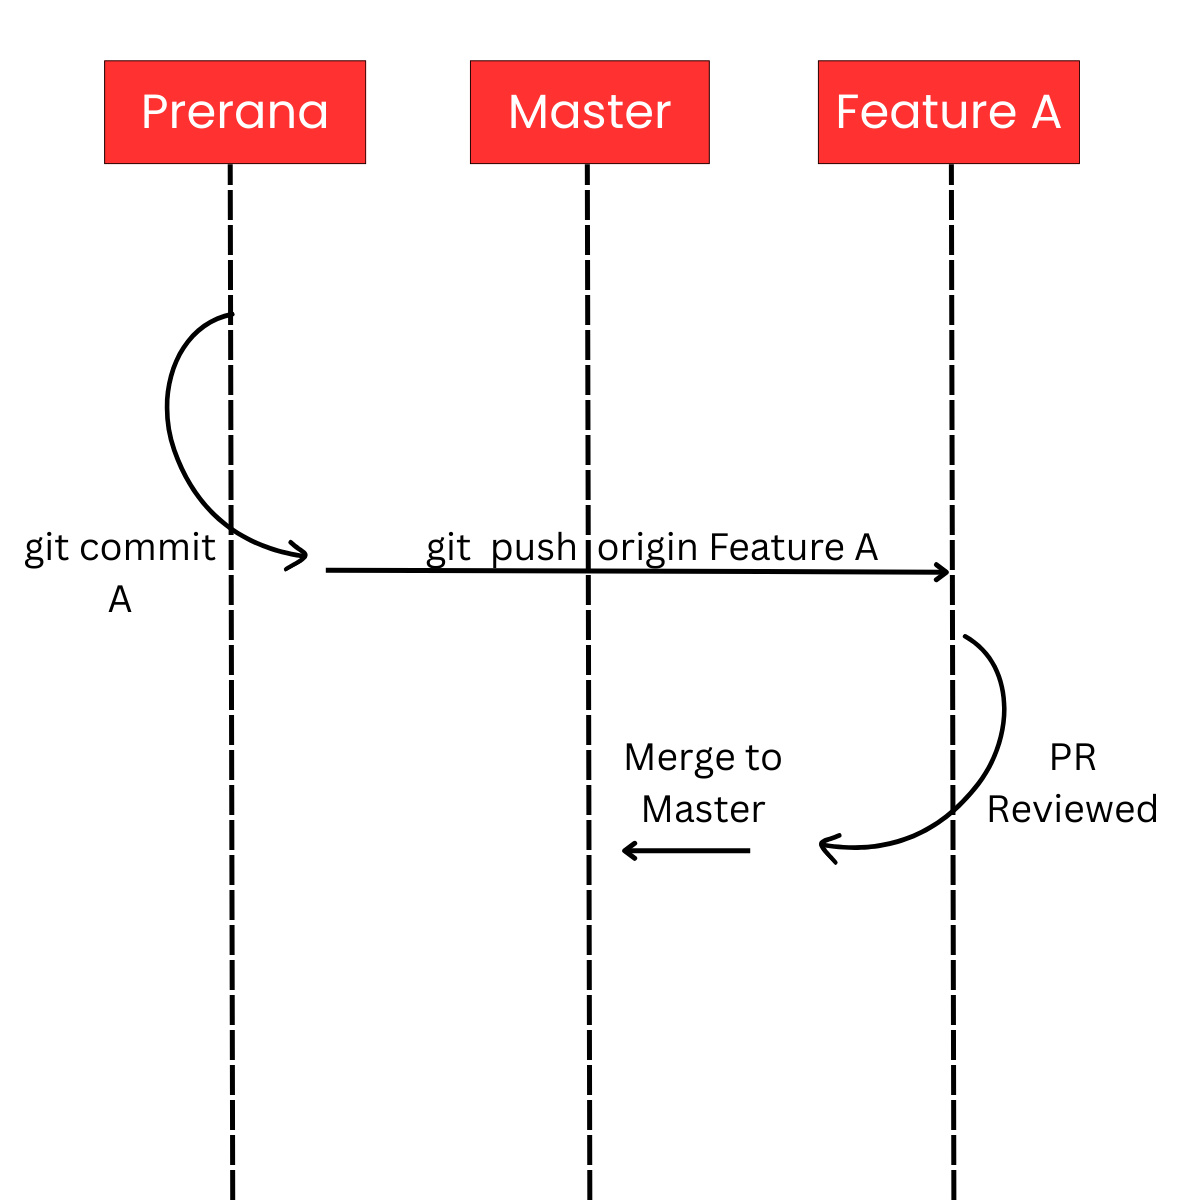 Prerana
Master
Feature A
git commit
A
git push origin Feature A
Merge to
Master
PR
Reviewed